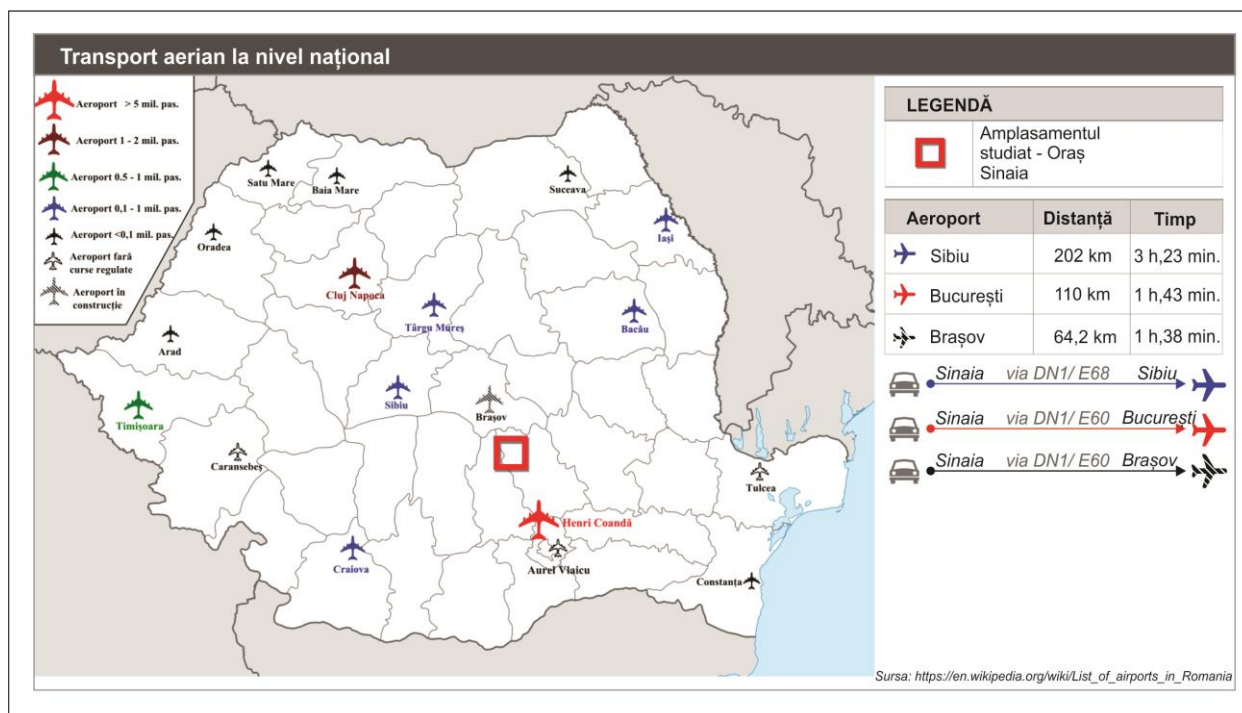 Transport aerian la nivel național
Aeroport > 5 mil. pas.
Aeroport 1 - 2 mil. pas.
Aeroport 0.5 - 1 mil. pas.
Aeroport 0,1 - 1 mil. pas.
Aeroport <0,1 mil. pas.
Aeroport fară
curse regulate
Aeroport în
construcție
Satu Mare
Baia Mare
Suceava
Oradea
Iași
Cluj Napoca
Târgu Mureș
Bacău
Arad
Sibiu
Brașov
Timișoara
Caransebeș
Tulcea
Henri Coandă
Aurel Vlaicu
Craiova
Constanța
LEGENDĂ
Amplasamentul
studiat - Oraș
Sinaia
Aeroport Distanță Timp
Sibiu 202 km 3 h,23 min.
București 110 km 1 h,43 min.
Brașov 64,2 km 1 h,38 min.
Sinaia via DN1/ E68 Sibiu
Sinaia via DN1/ E60 București
Sinaia via DN1/ E60 Brașov
Sursa: https://en.wikipedia.org/wiki/List_of_airports_in_Romania